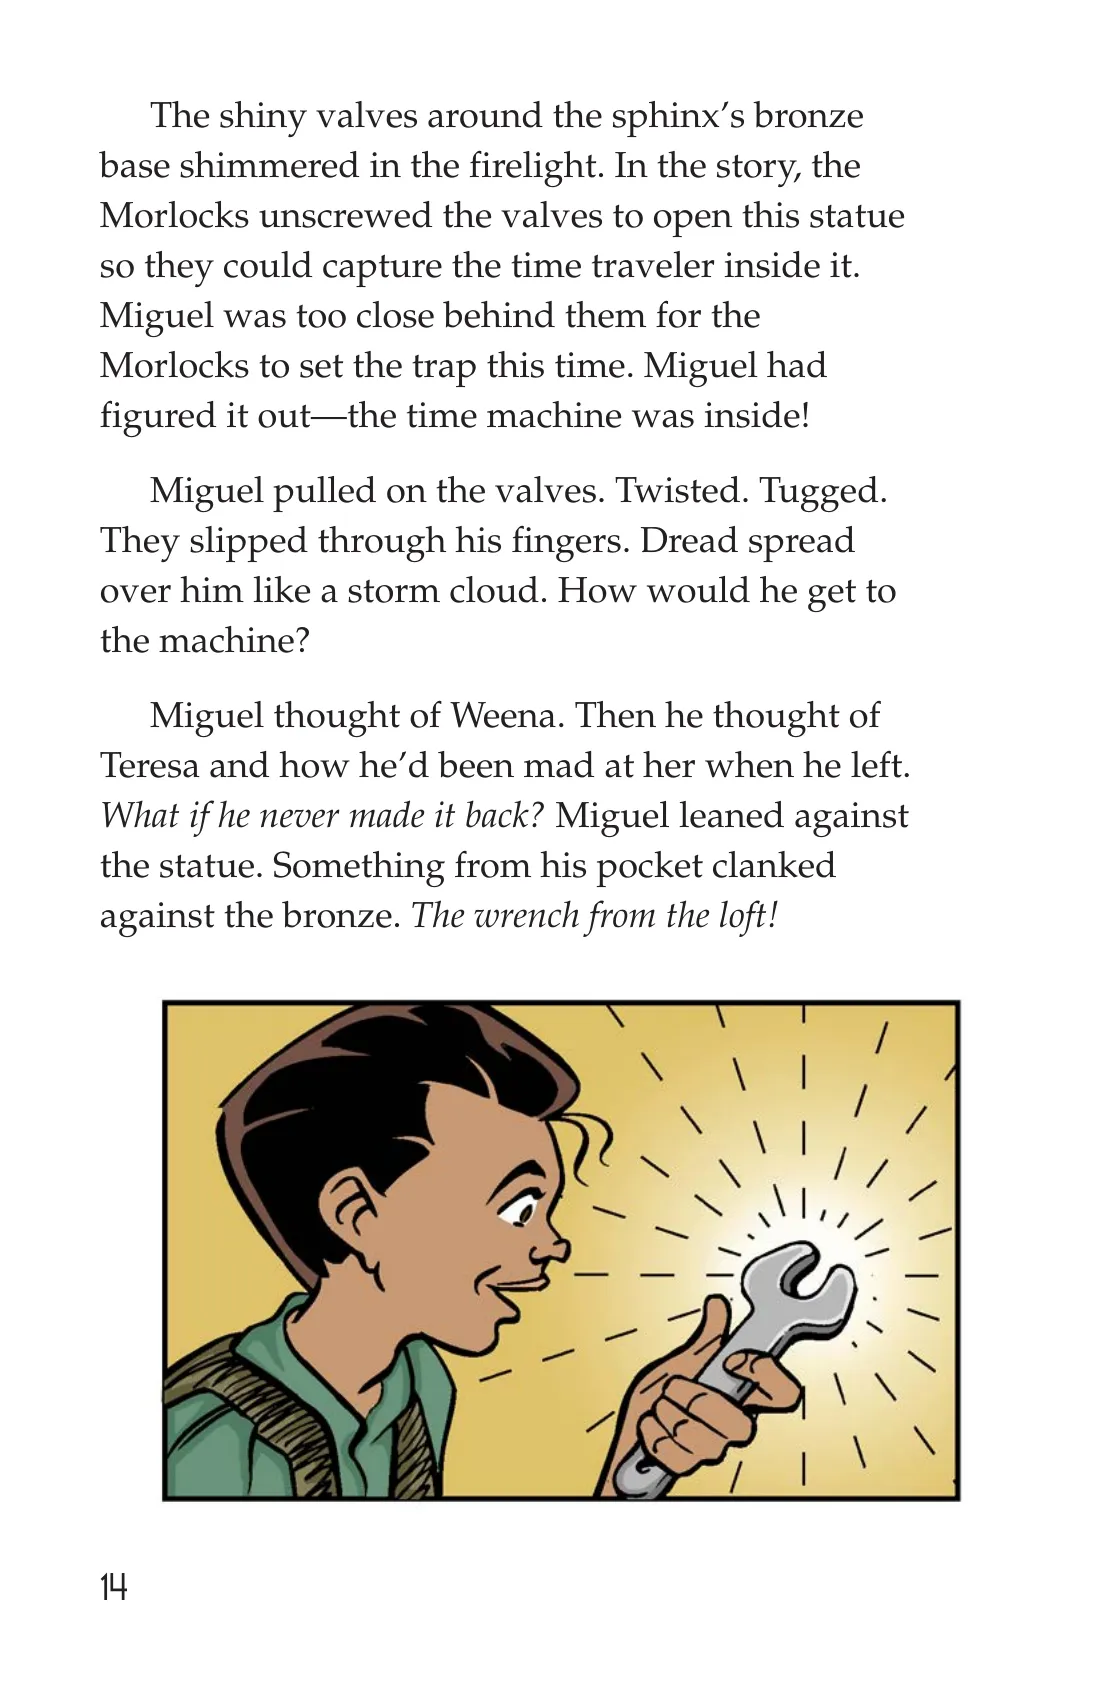 The shiny valves around the sphinx’s bronze
base shimmered in the firelight. In the story, the
Morlocks unscrewed the valves to open this statue
so they could capture the time traveler inside it.
Miguel was too close behind them for the
Morlocks to set the trap this time. Miguel had
figured it out—the time machine was inside!
Miguel pulled on the valves. Twisted. Tugged.
They slipped through his fingers. Dread spread
over him like a storm cloud. How would he get to
the machine?
Miguel thought of Weena. Then he thought of
Teresa and how he’d been mad at her when he left.
What if he never made it back? Miguel leaned against
the statue. Something from his pocket clanked
against the bronze. The wrench from the loft!
14